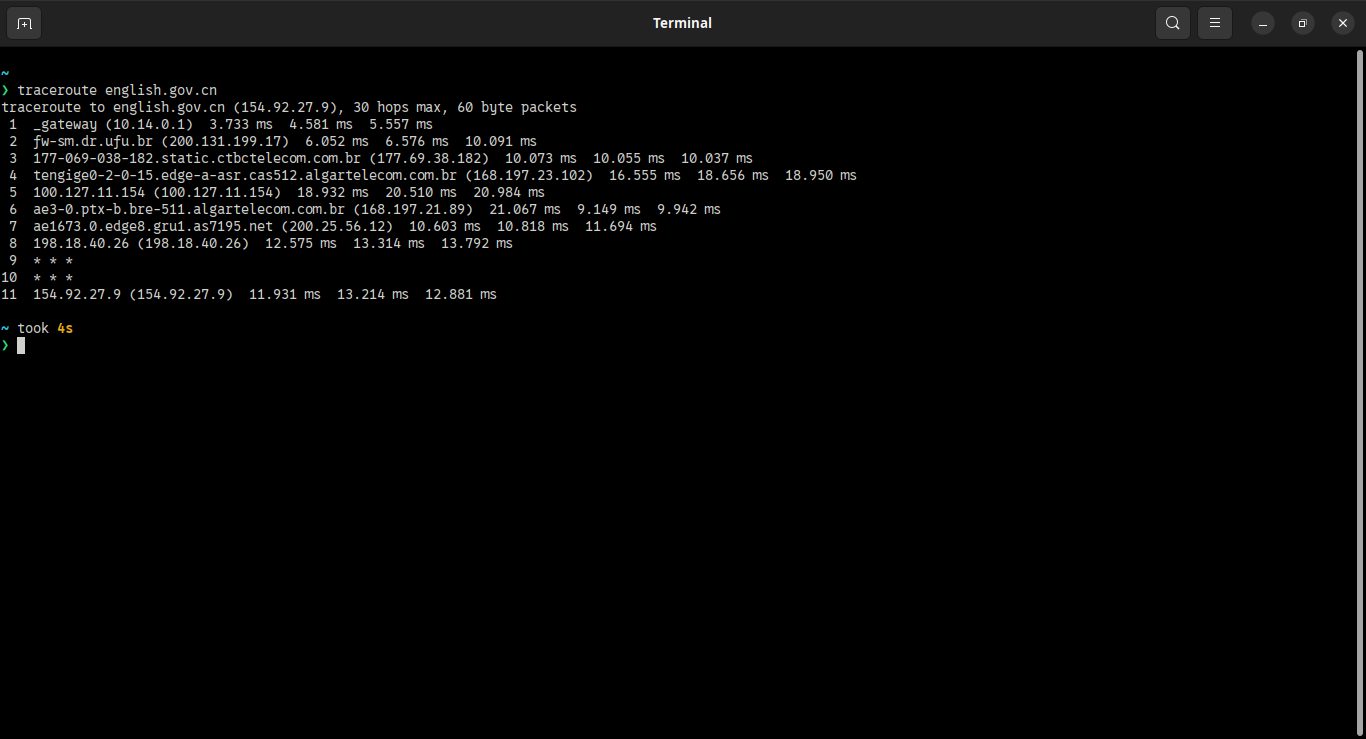 Terminal
~
❯ traceroute english.gov.cn
traceroute to english.gov.cn (154.92.27.9), 30 hops max, 60 byte packets
 1  _gateway (10.14.0.1)  3.733 ms  4.581 ms  5.557 ms
 2  fw-sm.dr.ufu.br (200.131.199.17)  6.052 ms  6.576 ms  10.091 ms
 3  177-069-038-182.static.ctbctelecom.com.br (177.69.38.182)  10.073 ms  10.055 ms  10.037 ms
 4  tengige0-2-0-15.edge-a-asr.cas512.algartelecom.com.br (168.197.23.102)  16.555 ms  18.656 ms  18.950 ms
 5  100.127.11.154 (100.127.11.154)  18.932 ms  20.510 ms  20.984 ms
 6  ae3-0.ptx-b.bre-511.algartelecom.com.br (168.197.21.89)  21.067 ms  9.149 ms  9.942 ms
 7  ae1673.0.edge8.gru1.as7195.net (200.25.56.12)  10.603 ms  10.818 ms  11.694 ms
 8  198.18.40.26 (198.18.40.26)  12.575 ms  13.314 ms  13.792 ms
 9  * * *
10  * * *
11  154.92.27.9 (154.92.27.9)  11.931 ms  13.214 ms  12.881 ms
~ took 4s
❯